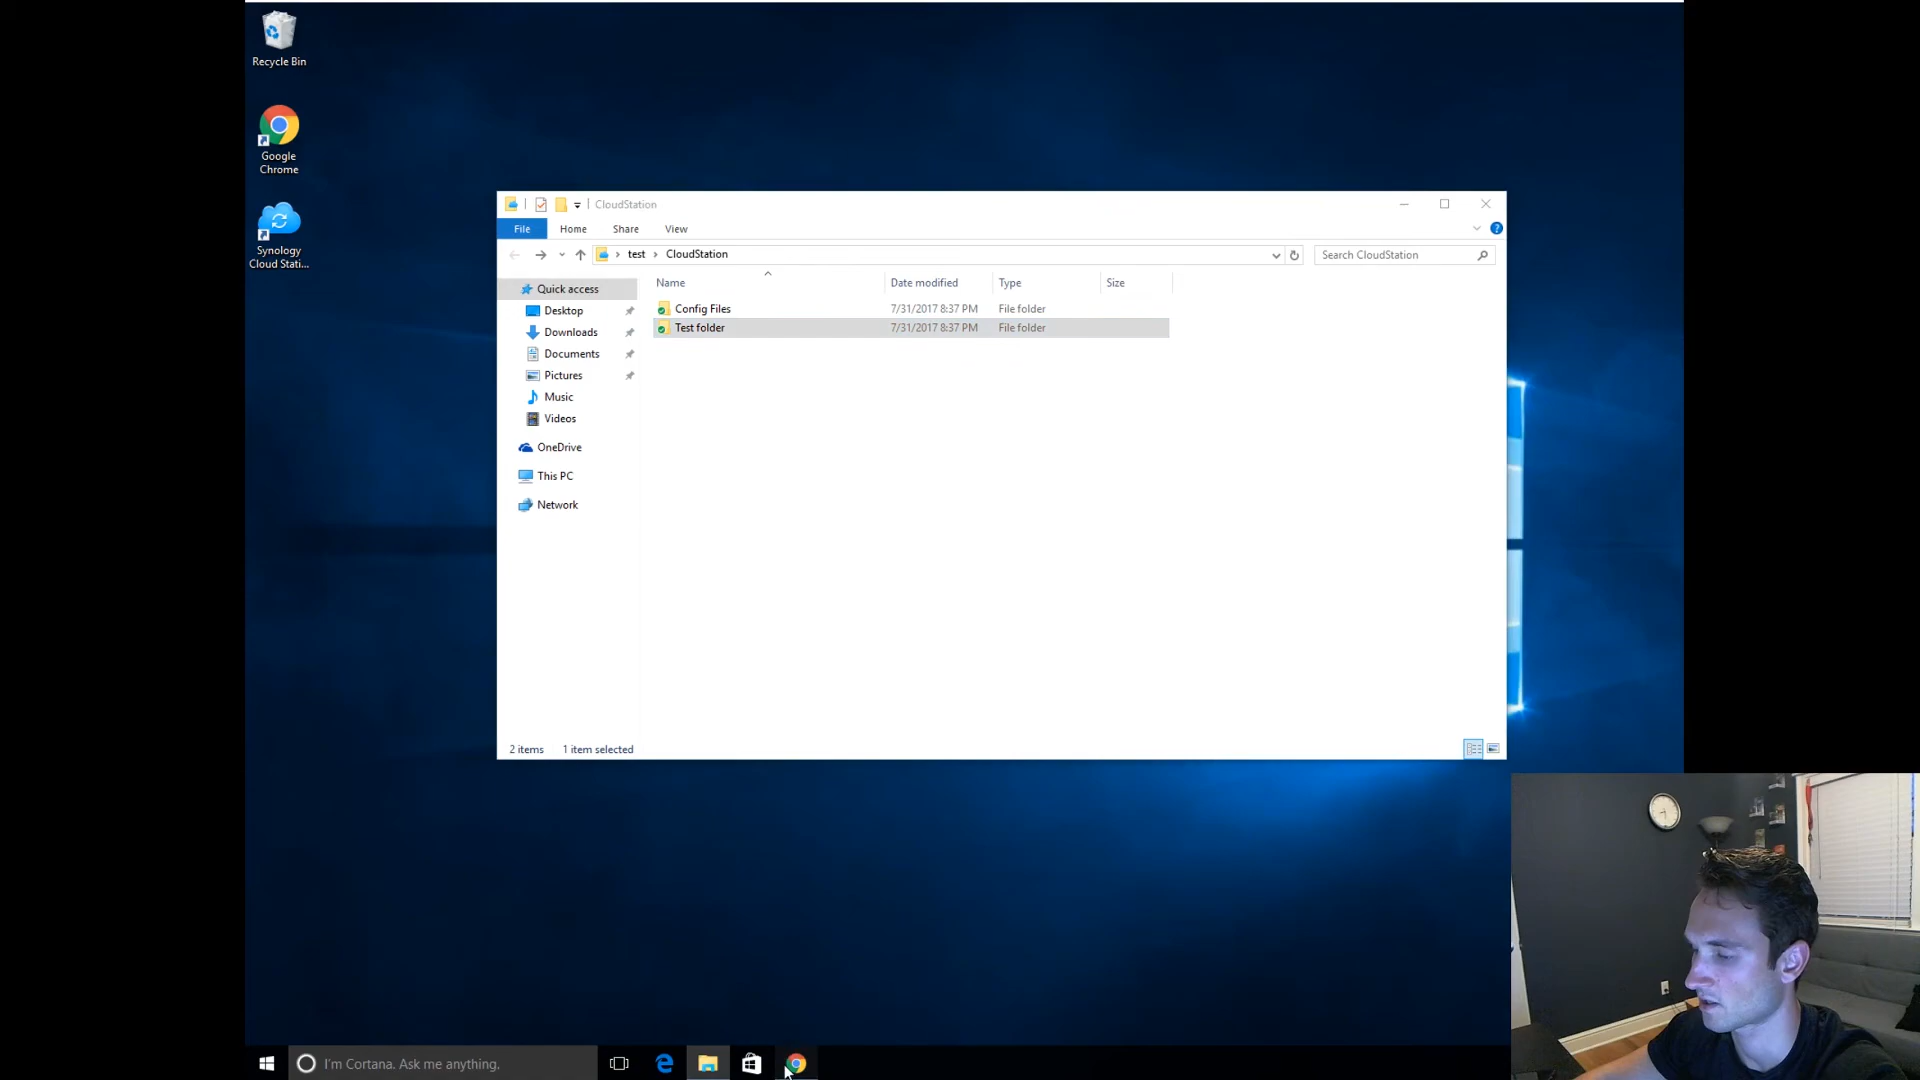 Recycle Bin
Google
Chrome
Synology
Cloud Stati...
CloudStation
File Home Share View
test CloudStation
Search CloudStation
Name Date modified Type Size
Quick access
Desktop
Downloads
Documents
Pictures
Music
Videos
OneDrive
This PC
Network
Config Files 7/31/2017 8:37 PM File folder
Test folder 7/31/2017 8:37 PM File folder
2 items 1 item selected
I'm Cortana. Ask me anything.